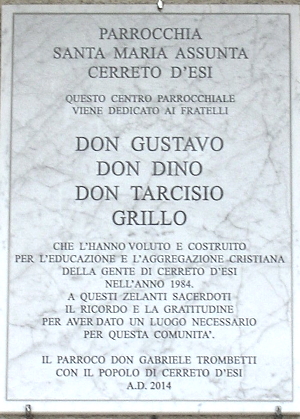 PARROCCHIA
SANTA MARIA ASSUNTA
CERRETO D'ESI
QUESTO CENTRO PARROCCHIALE
VIENE DEDICATO AI FRATELLI
DON GUSTAVO
DON DINO
DON TARCISIO
GRILLO
CHE L'HANNO VOLUTO E COSTRUITO
PER L'EDUCAZIONE E L'AGGREGAZIONE CRISTIANA
DELLA GENTE DI CERRETO D'ESI
NELL'ANNO 1984.
A QUESTI ZELANTI SACERDOTI
IL RICORDO E LA GRATITUDINE
PER AVER DATO UN LUOGO NECESSARIO
PER QUESTA COMUNITA'.
IL PARROCO DON GABRIELE TROMBETTI
CON IL POPOLO DI CERRETO D'ESI
A.D. 2014